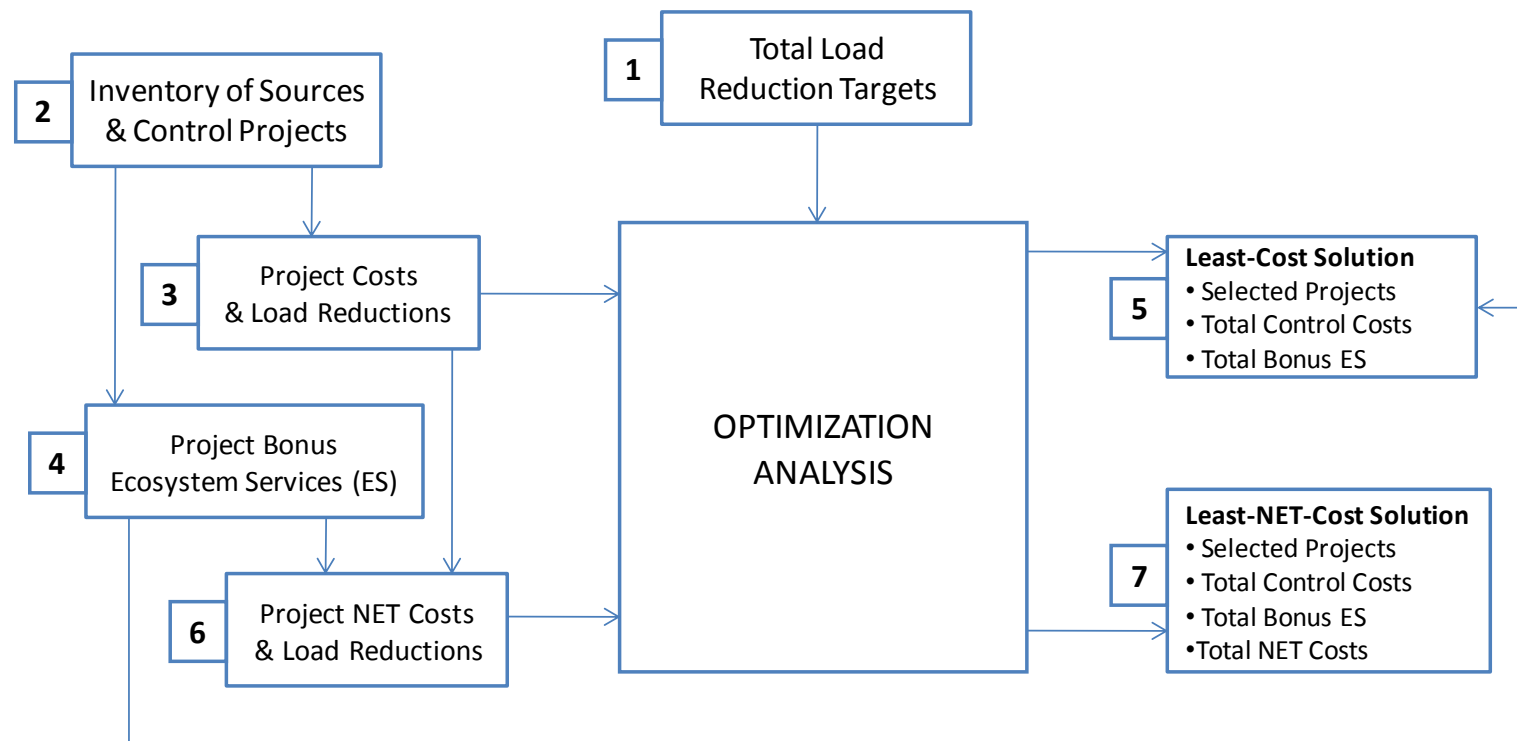 1
Total Load
Reduction Targets
2
Inventory of Sources
& Control Projects
3
Project Costs
& Load Reductions
4
Project Bonus
Ecosystem Services (ES)
OPTIMIZATION
ANALYSIS
5
Least-Cost Solution
• Selected Projects
• Total Control Costs
• Total Bonus ES
6
Project NET Costs
& Load Reductions
7
Least-NET-Cost Solution
• Selected Projects
• Total Control Costs
• Total Bonus ES
•Total NET Costs